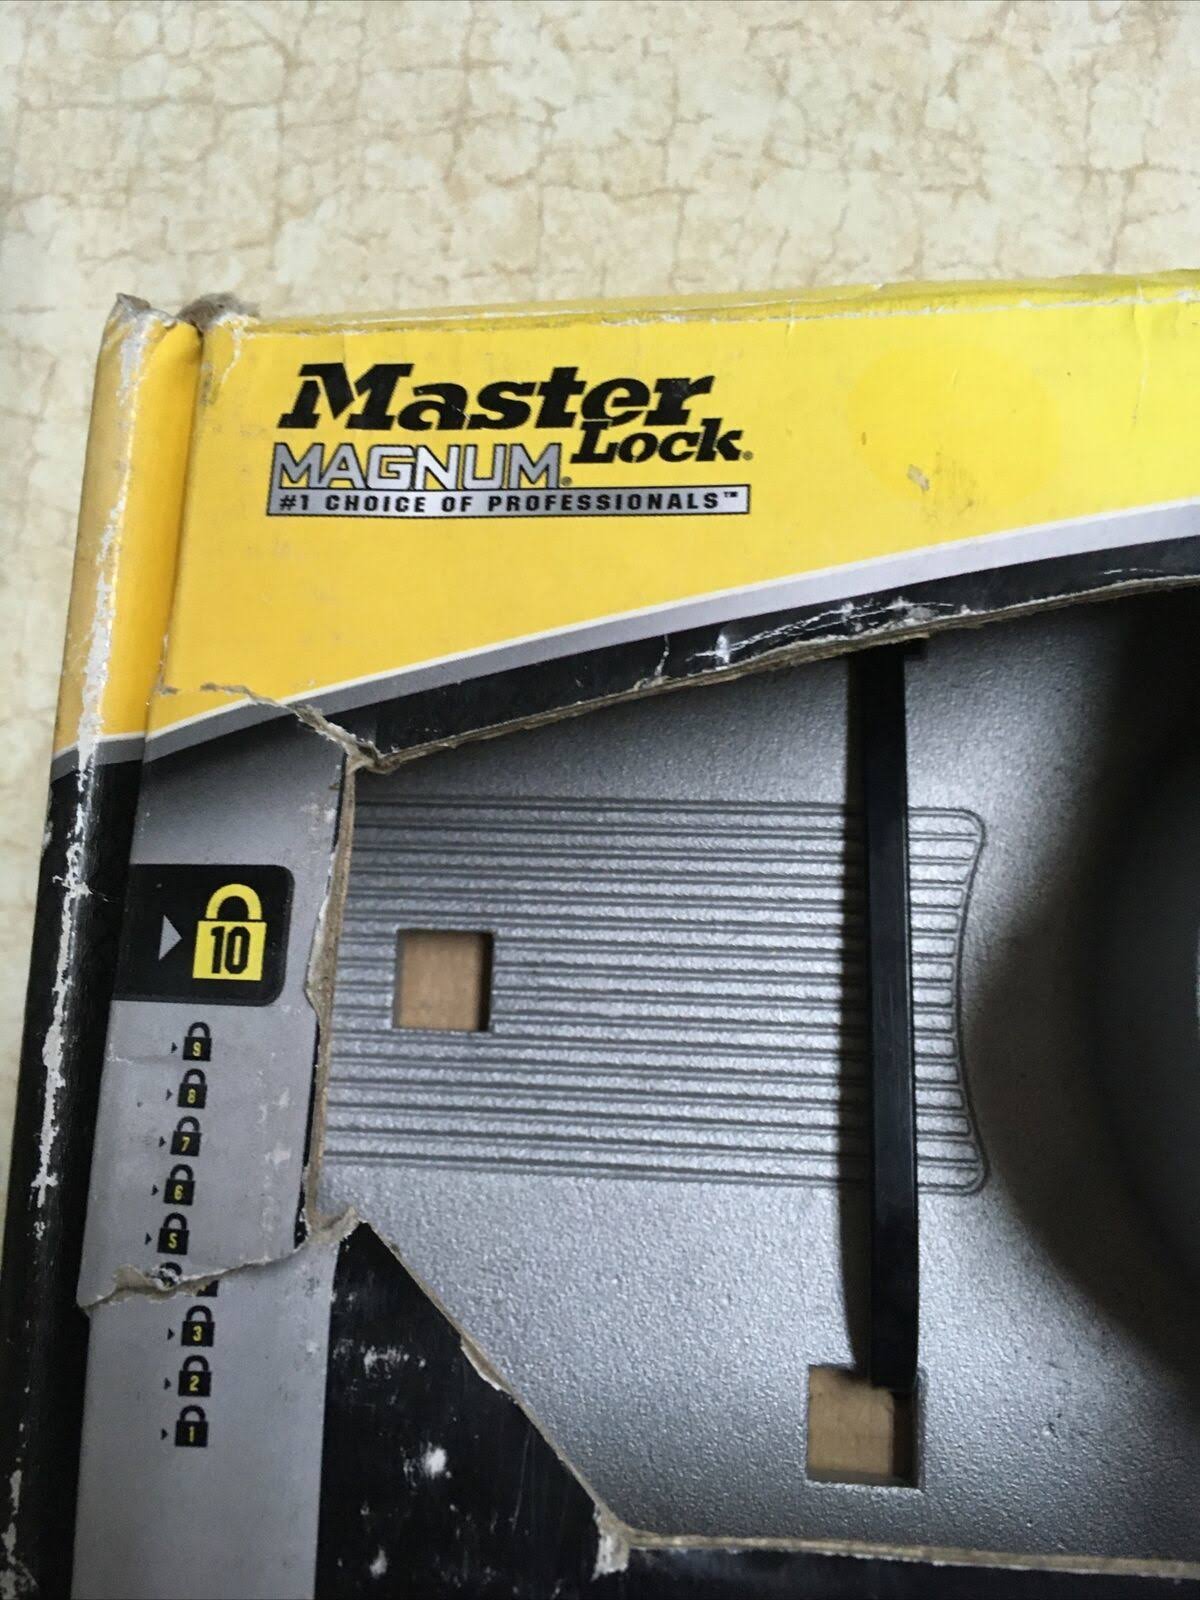 Master
Lock®
MAGNUM®
#1 CHOICE OF PROFESSIONALS™
10
9
8
7
6
5
3
2
1